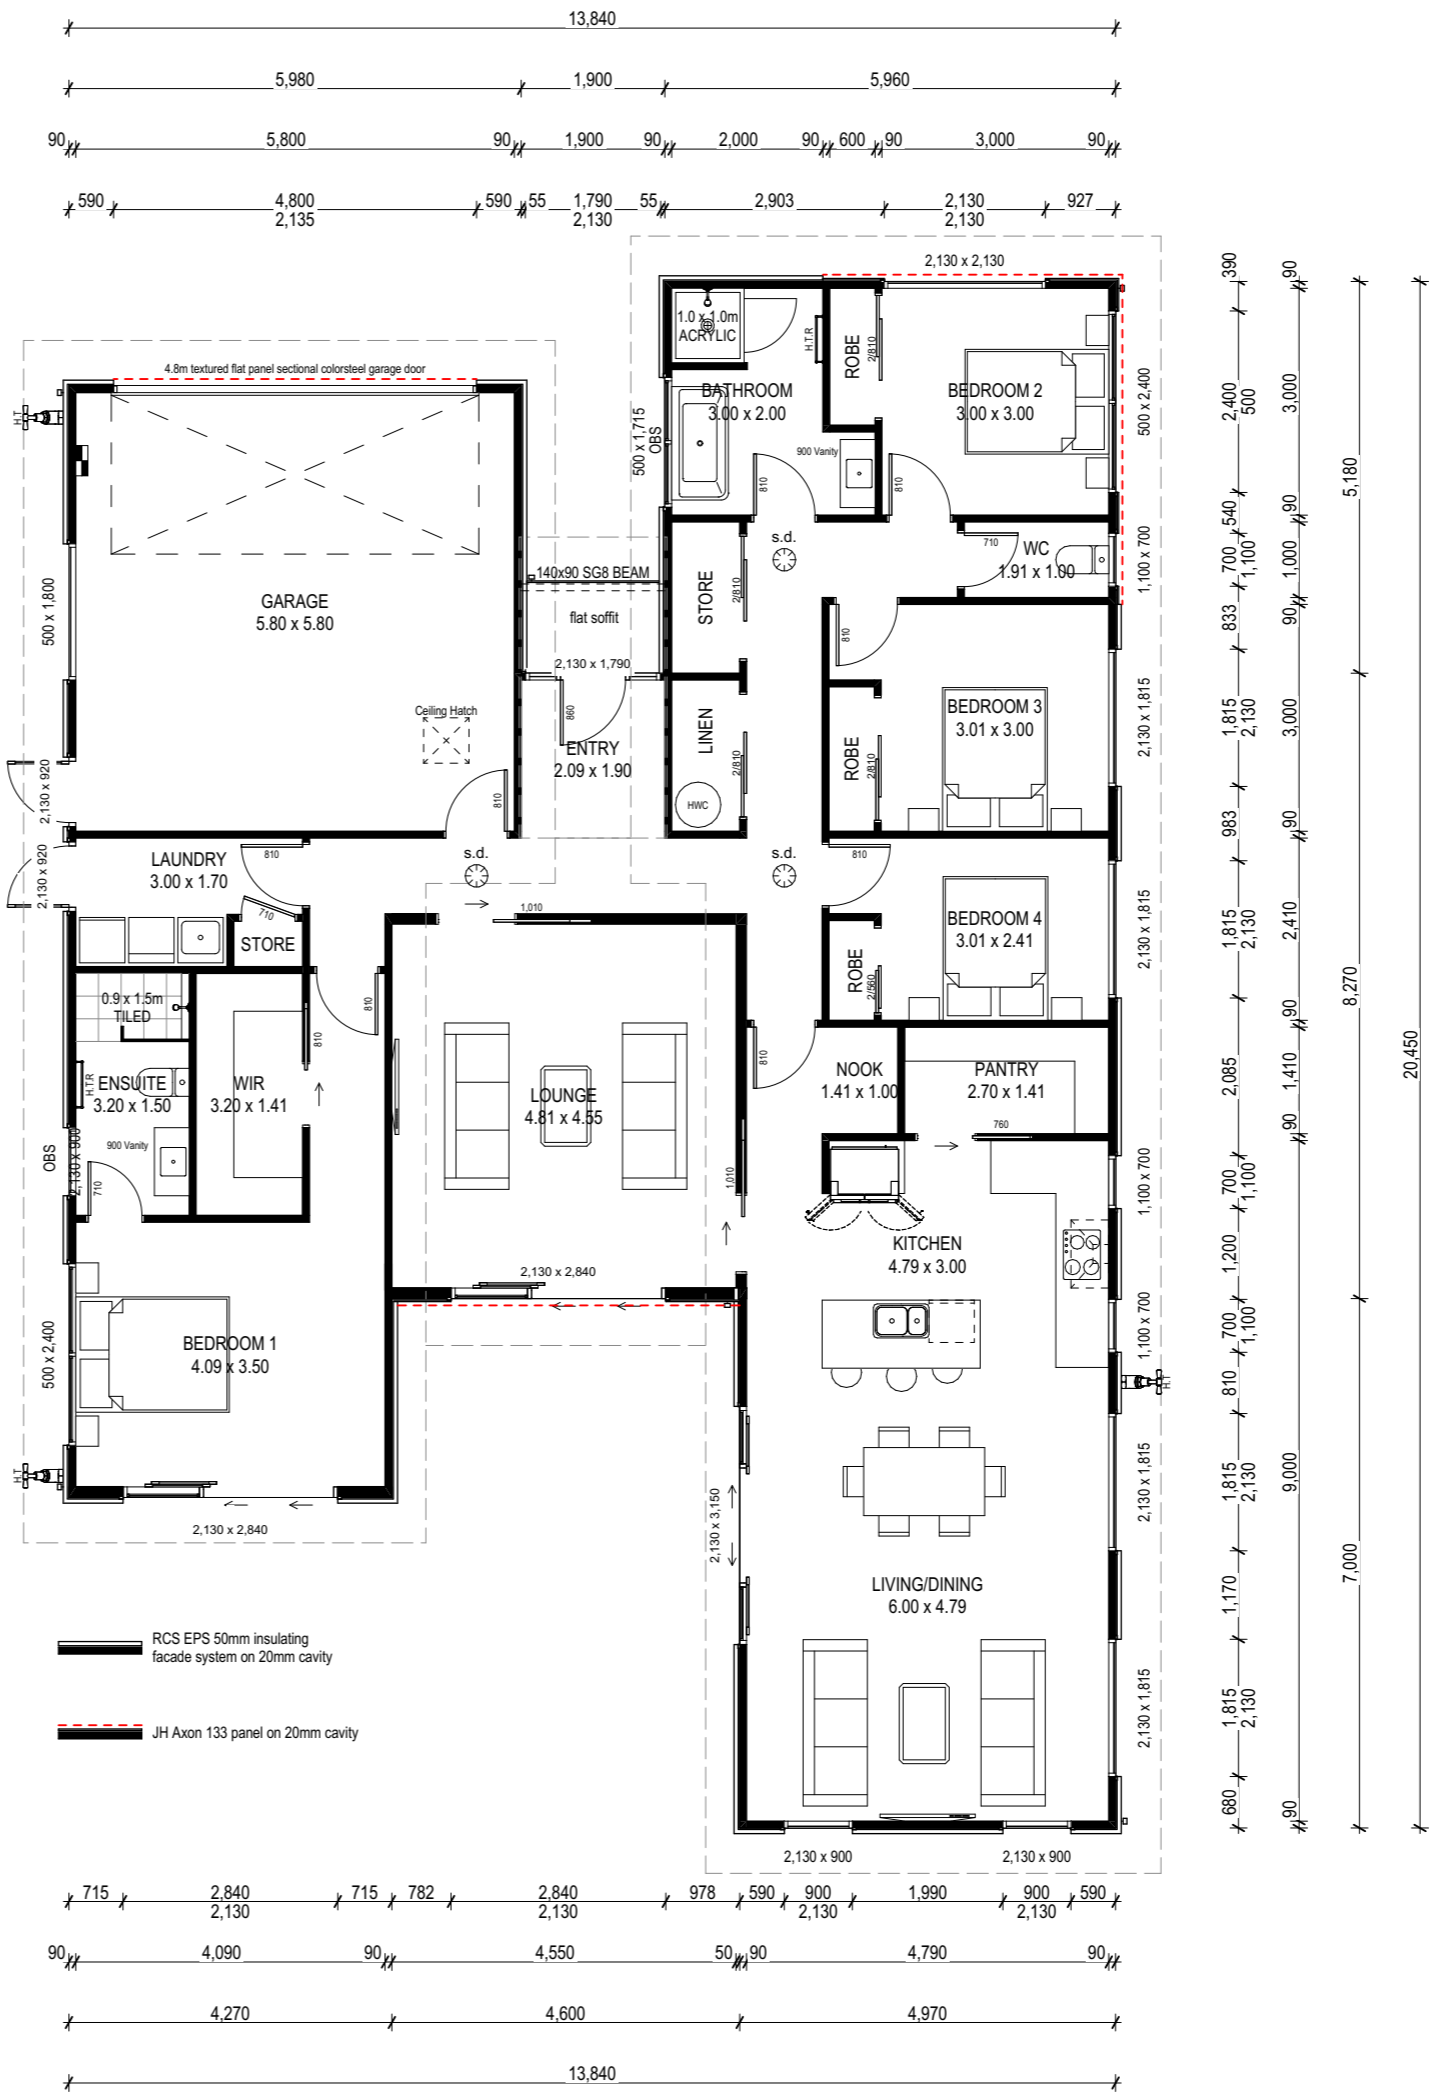 13,840
5,980 1,900 5,960
90 5,800 90 1,900 90 2,000 90 600 90 3,000 90
590 4,800 590 55 1,790 55 2,903 2,130 927
2,135 2,130 2,130
2,130 x 2,130
4.8m textured flat panel sectional colorsteel garage door
H.T
1.0 x 1.0m
ACRYLIC
H.T.R
ROBE
2/810
BATHROOM
3.00 x 2.00
BEDROOM 2
3.00 x 3.00
500 x 1,715
OBS
900 Vanity
810
810
500 x 2,400
s.d.
710
WC
1.91 x 1.00
1,100 x 700
140x90 SG8 BEAM
flat soffit
2,130 x 1,790
STORE
2/810
GARAGE
5.80 x 5.80
500 x 1,800
810
Ceiling Hatch
860
ENTRY
2.09 x 1.90
LINEN
2/810
HWC
ROBE
2/810
BEDROOM 3
3.01 x 3.00
2,130 x 1,815
2,130 x 920
810
2,130 x 920
LAUNDRY
3.00 x 1.70
810
s.d.
s.d.
810
710
STORE
1,010
BEDROOM 4
3.01 x 2.41
ROBE
2/560
2,130 x 1,815
0.9 x 1.5m
TILED
810
810
H.T.R
ENSUITE
3.20 x 1.50
WIR
3.20 x 1.41
LOUNGE
4.81 x 4.55
810
NOOK
1.41 x 1.00
PANTRY
2.70 x 1.41
760
OBS
2,130 x 900
900 Vanity
710
1,010
1,100 x 700
KITCHEN
4.79 x 3.00
2,130 x 2,840
1,100 x 700
H.T
BEDROOM 1
4.09 x 3.50
500 x 2,400
H.T
2,130 x 2,840
2,130 x 3,150
2,130 x 1,815
LIVING/DINING
6.00 x 4.79
2,130 x 1,815
RCS EPS 50mm insulating
facade system on 20mm cavity
JH Axon 133 panel on 20mm cavity
2,130 x 900 2,130 x 900
390
2,400
500
540
700
1,100
833
1,815
2,130
983
1,815
2,130
2,085
700
1,100
1,200
700
1,100
810
1,815
2,130
1,170
1,815
2,130
680
90
3,000
90
1,000
90
3,000
90
2,410
90
1,410
90
9,000
90
5,180
8,270
7,000
20,450
715 2,840 715 782 2,840 978 590 900 1,990 900 590
2,130 2,130 2,130 2,130
90 4,090 90 4,550 50 90 4,790 90
4,270 4,600 4,970
13,840